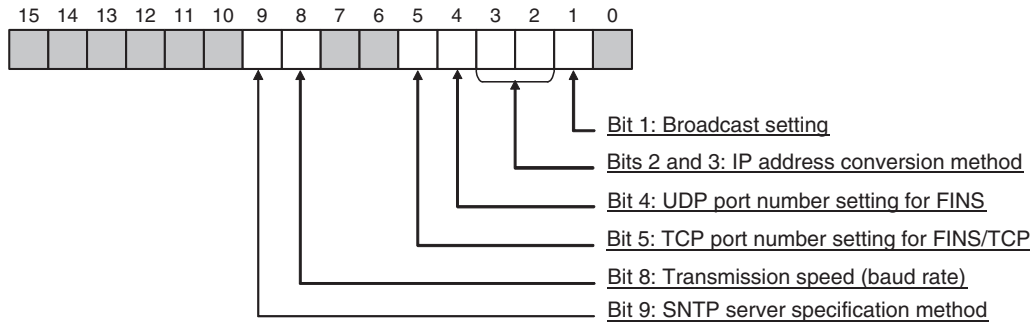 15 14 13 12 11 10 9 8 7 6 5 4 3 2 1 0
Bit 1: Broadcast setting
Bits 2 and 3: IP address conversion method
Bit 4: UDP port number setting for FINS
Bit 5: TCP port number setting for FINS/TCP
Bit 8: Transmission speed (baud rate)
Bit 9: SNTP server specification method